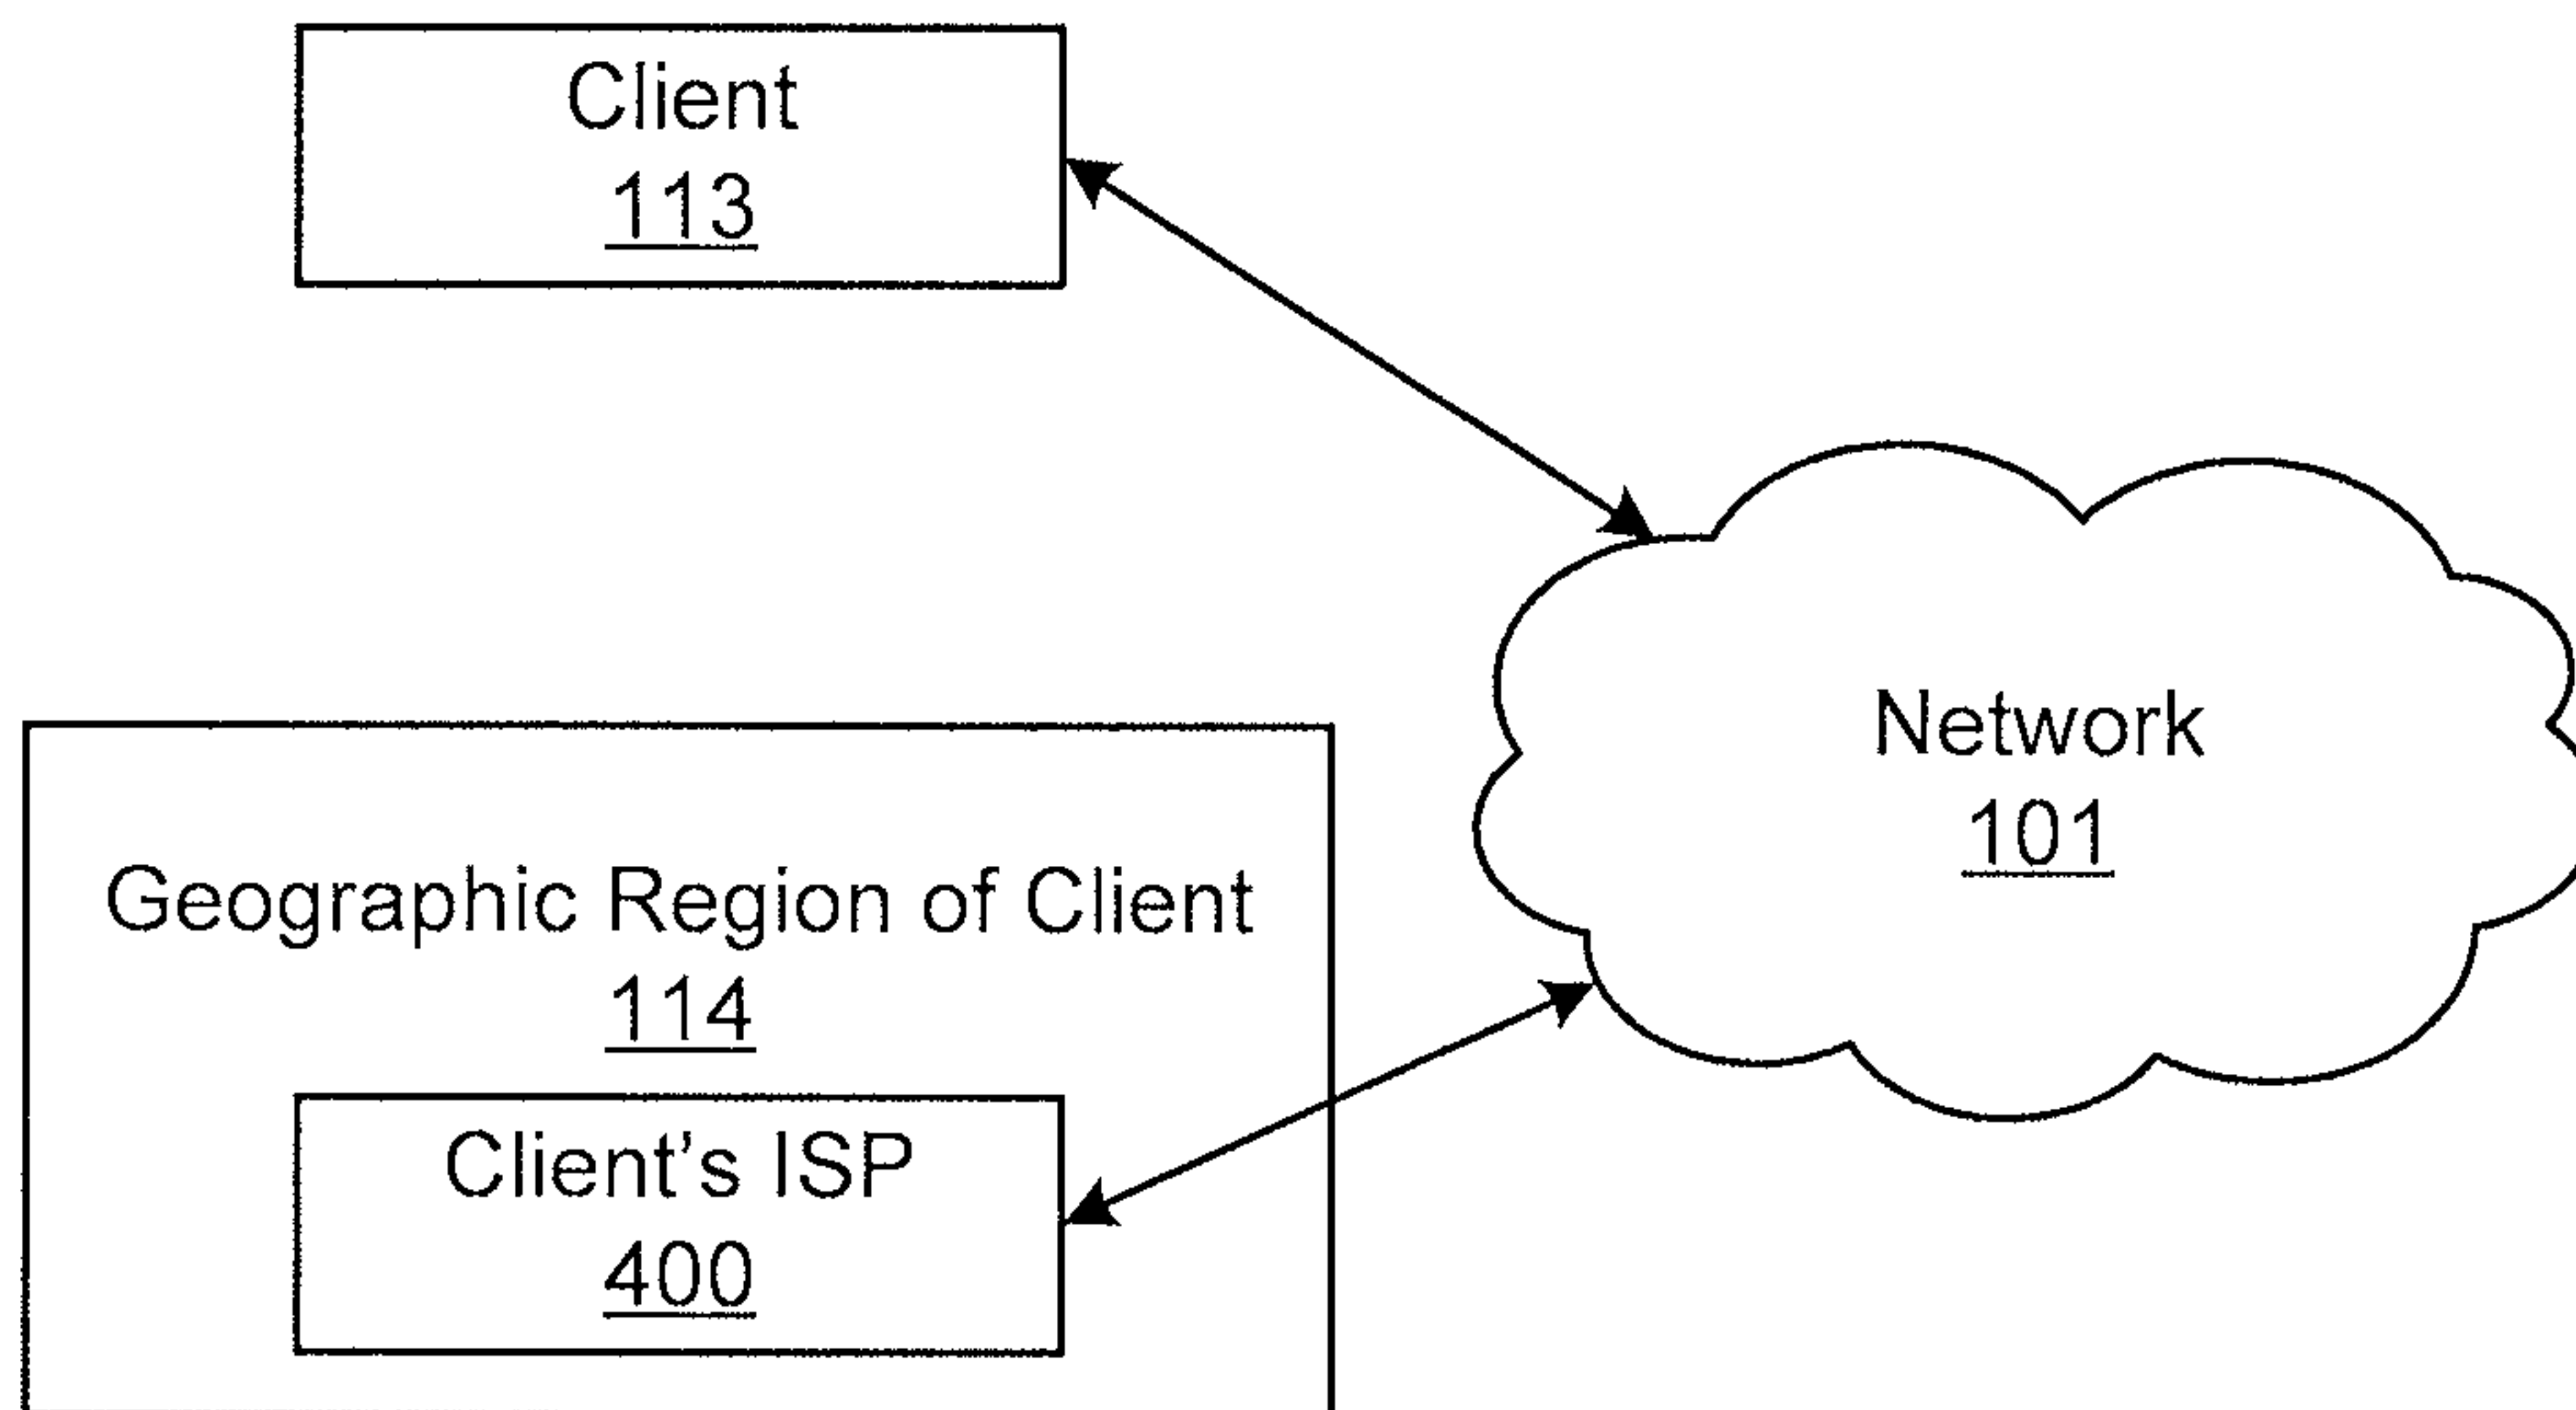 Client
113
Network
101
Geographic Region of Client
114
Client's ISP
400